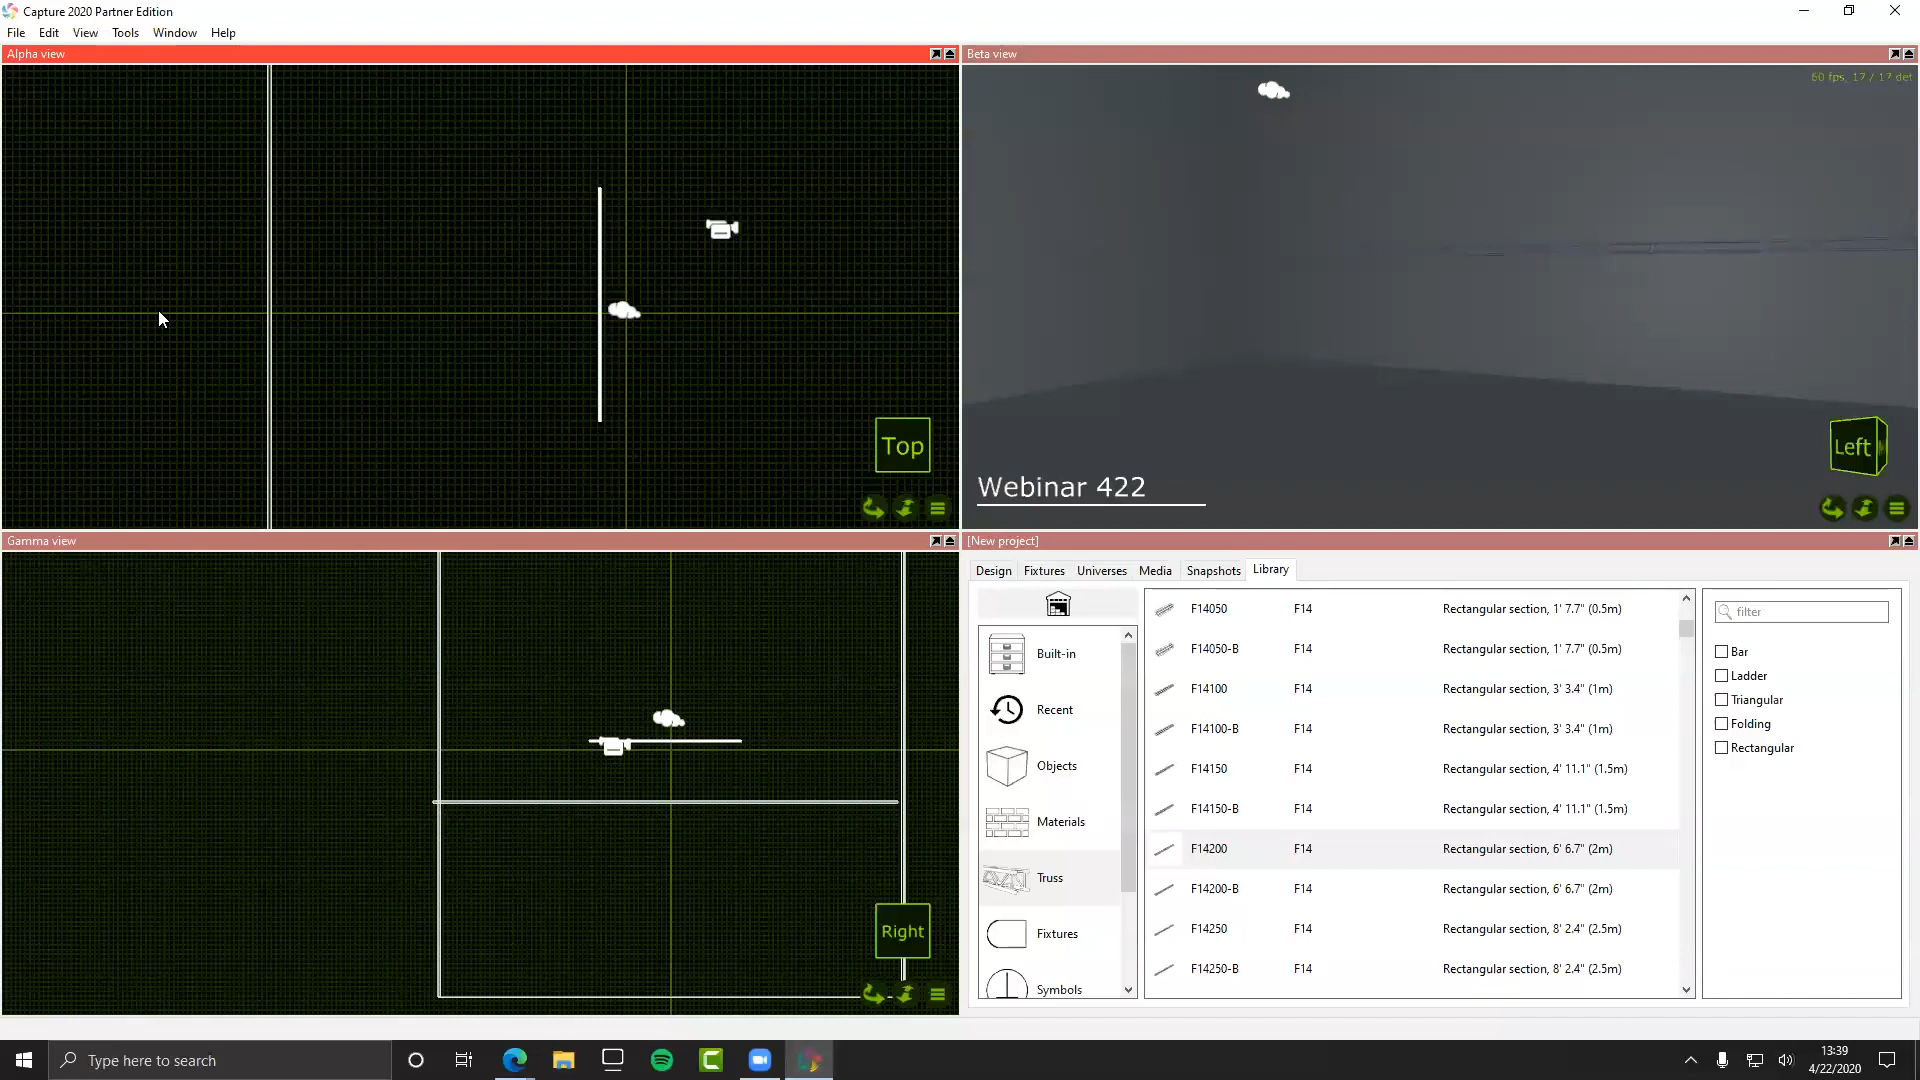 Capture 2020 Partner Edition
File Edit View Tools Window Help
Alpha view
Top
Beta view
60 fps, 17 / 17 det
Left
Webinar 422
Gamma view
Right
[New project]
Design Fixtures Universes Media Snapshots Library
Built-in
Recent
Objects
Materials
Truss
Fixtures
Symbols
F14050 F14 Rectangular section, 1' 7.7" (0.5m)
F14050-B F14 Rectangular section, 1' 7.7" (0.5m)
F14100 F14 Rectangular section, 3' 3.4" (1m)
F14100-B F14 Rectangular section, 3' 3.4" (1m)
F14150 F14 Rectangular section, 4' 11.1" (1.5m)
F14150-B F14 Rectangular section, 4' 11.1" (1.5m)
F14200 F14 Rectangular section, 6' 6.7" (2m)
F14200-B F14 Rectangular section, 6' 6.7" (2m)
F14250 F14 Rectangular section, 8' 2.4" (2.5m)
F14250-B F14 Rectangular section, 8' 2.4" (2.5m)
filter
Bar
Ladder
Triangular
Folding
Rectangular
Type here to search
13:39
4/22/2020